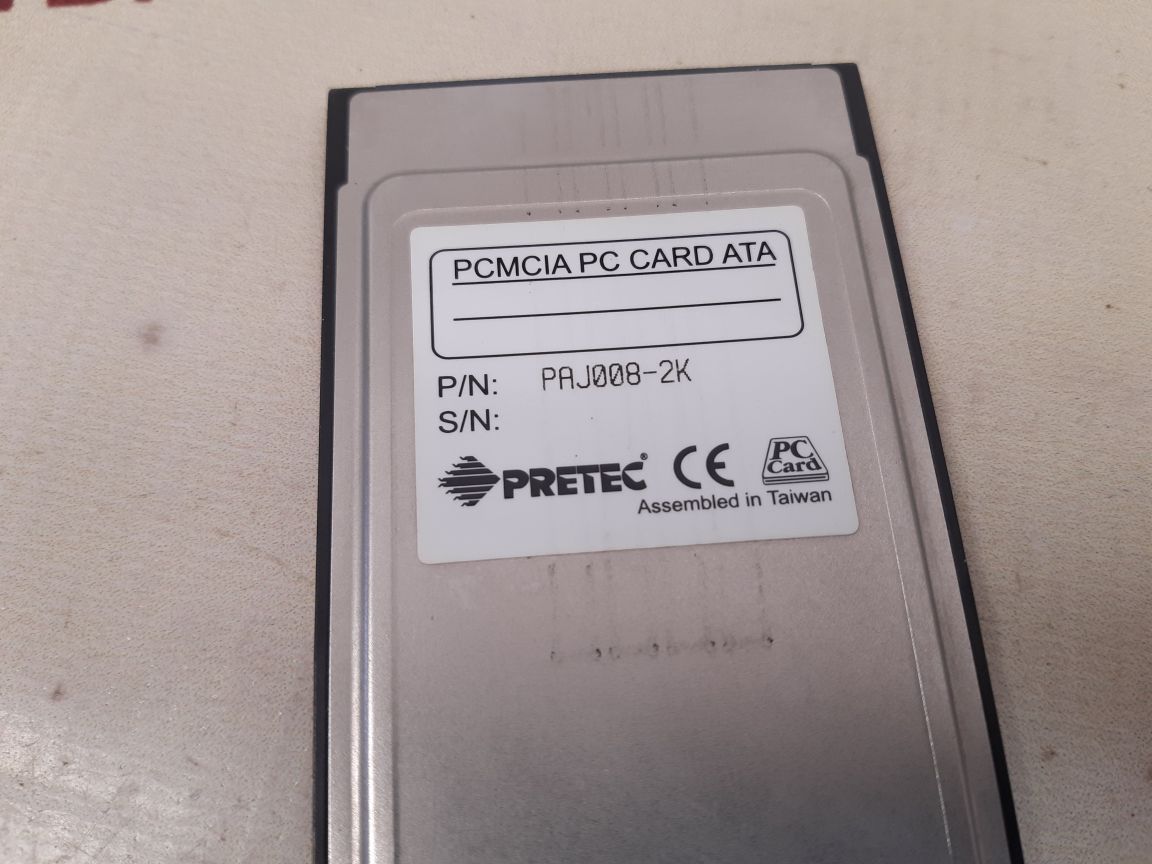 PCMCIA PC CARD ATA
P/N: PAJ008-2K
S/N:
PRETEC® CE PC Card
Assembled in Taiwan